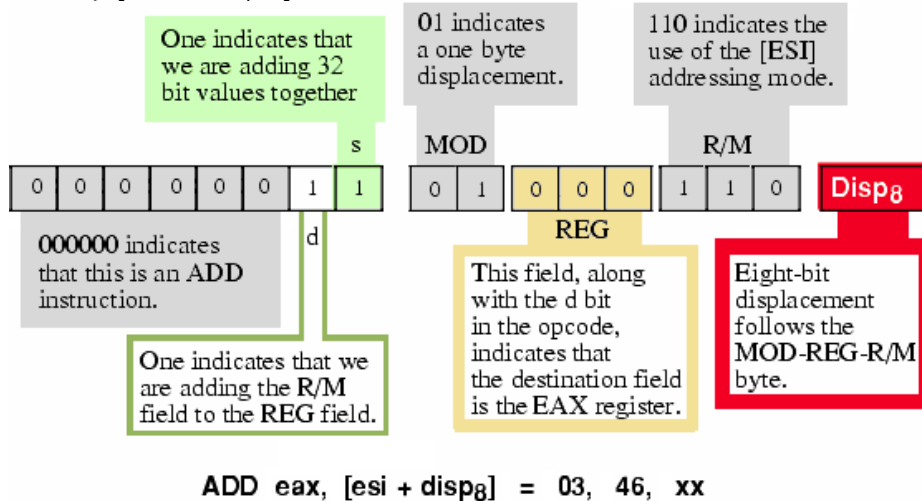 One indicates that
we are adding 32
bit values together
01 indicates
a one byte
displacement.
110 indicates the
use of the [ESI]
addressing mode.
s
MOD
R/M
0 0 0 0 0 0 1 1
0 1
0 0 0
1 1 0
Disp8
000000 indicates
that this is an ADD
instruction.
d
REG
One indicates that we
are adding the R/M
field to the REG field.
This field, along
with the d bit
in the opcode,
indicates that
the destination field
is the EAX register.
Eight-bit
displacement
follows the
MOD-REG-R/M
byte.
ADD eax, [esi + disp8] = 03, 46, xx